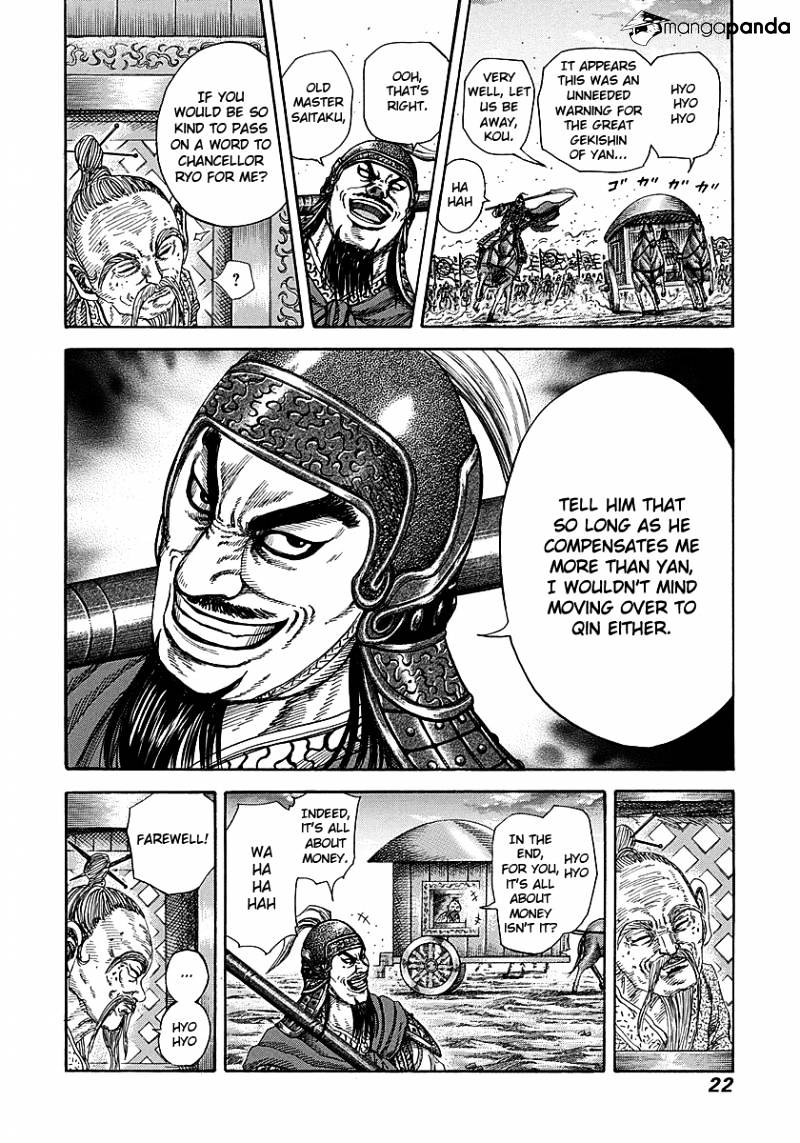 mangapanda
HYO
HYO
HYO
IT APPEARS
THIS WAS AN
UNNEEDED
WARNING FOR
THE GREAT
GEKISHIN
OF YAN...
VERY
WELL, LET
US BE
AWAY,
KOU.
HA
HAH
ゴガガガ
OOH,
THAT'S
RIGHT.
OLD
MASTER
SAITAKU,
IF YOU
WOULD BE SO
KIND TO PASS
ON A WORD TO
CHANCELLOR
RYO FOR ME?
?
TELL HIM THAT
SO LONG AS HE
COMPENSATES ME
MORE THAN YAN,
I WOULDN'T MIND
MOVING OVER TO
QIN EITHER.
HYO
HYO
IN THE
END,
FOR YOU,
IT'S ALL
ABOUT
MONEY
ISN'T IT?
INDEED,
IT'S ALL
ABOUT
MONEY.
WA
HA
HA
HAH
FAREWELL!
...
HYO
HYO
22